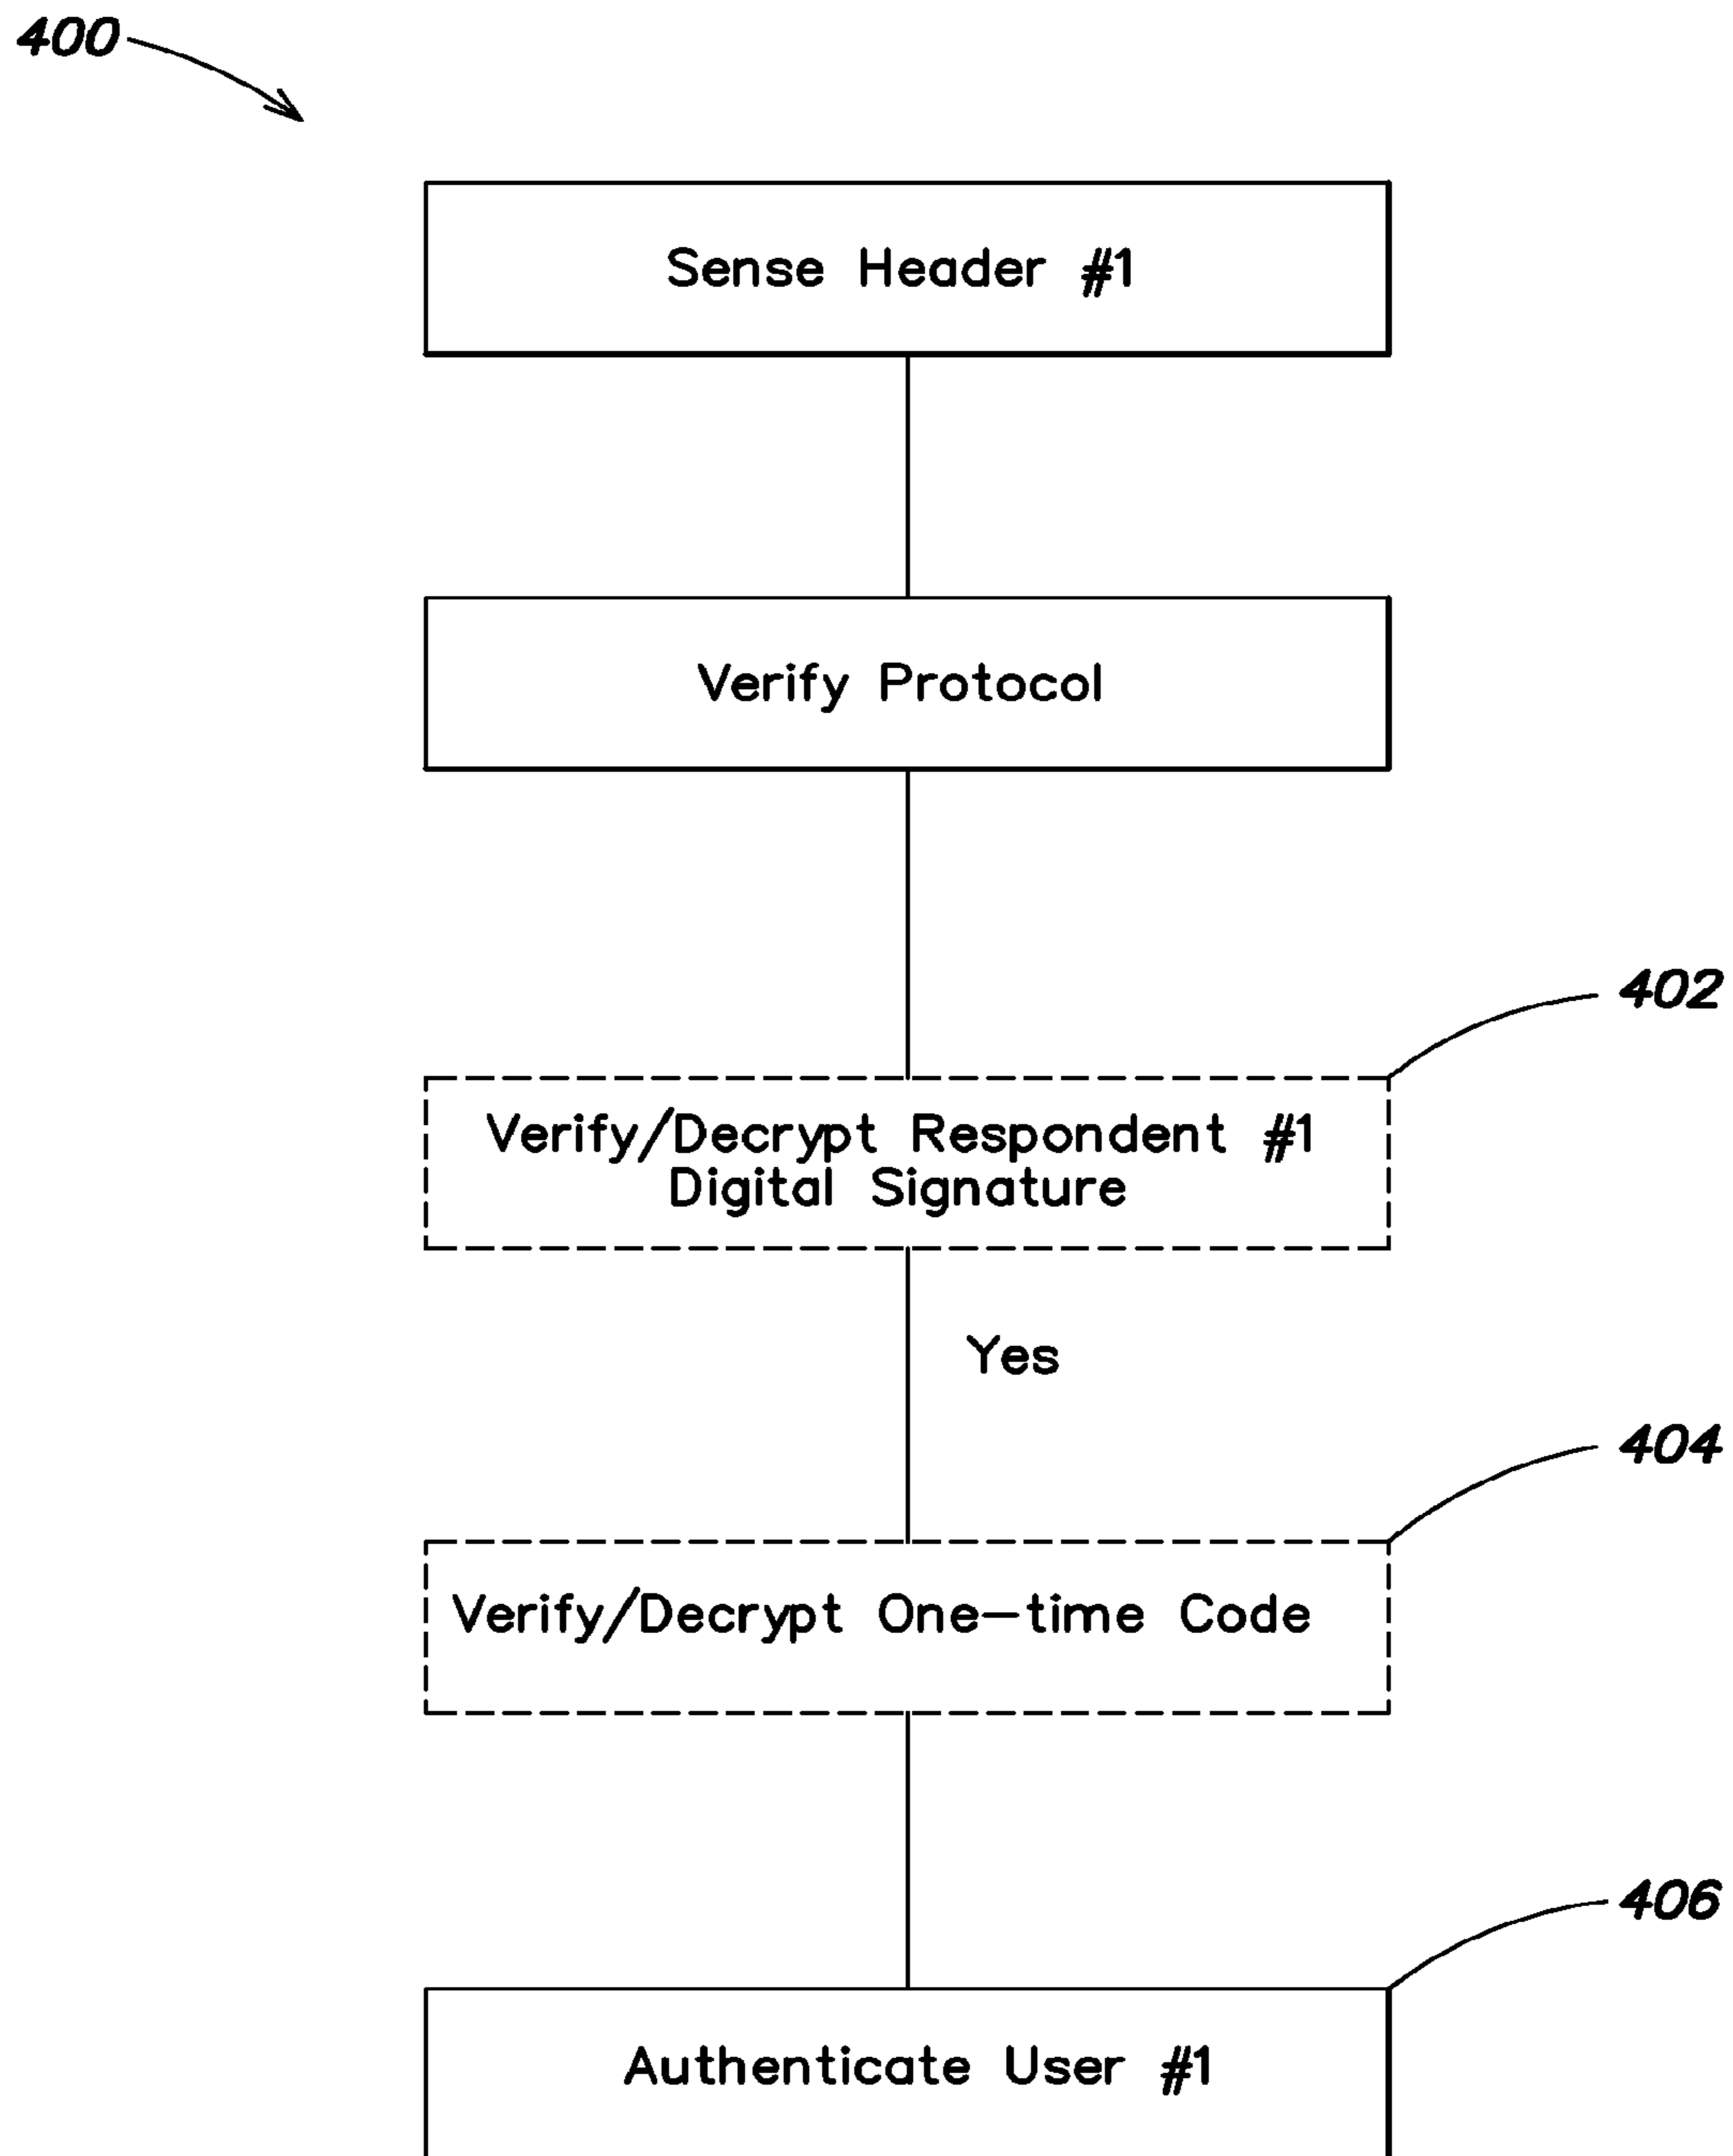 400
Sense Header #1
Verify Protocol
402
Verify/Decrypt Respondent #1
Digital Signature
Yes
404
Verify/Decrypt One-time Code
406
Authenticate User #1